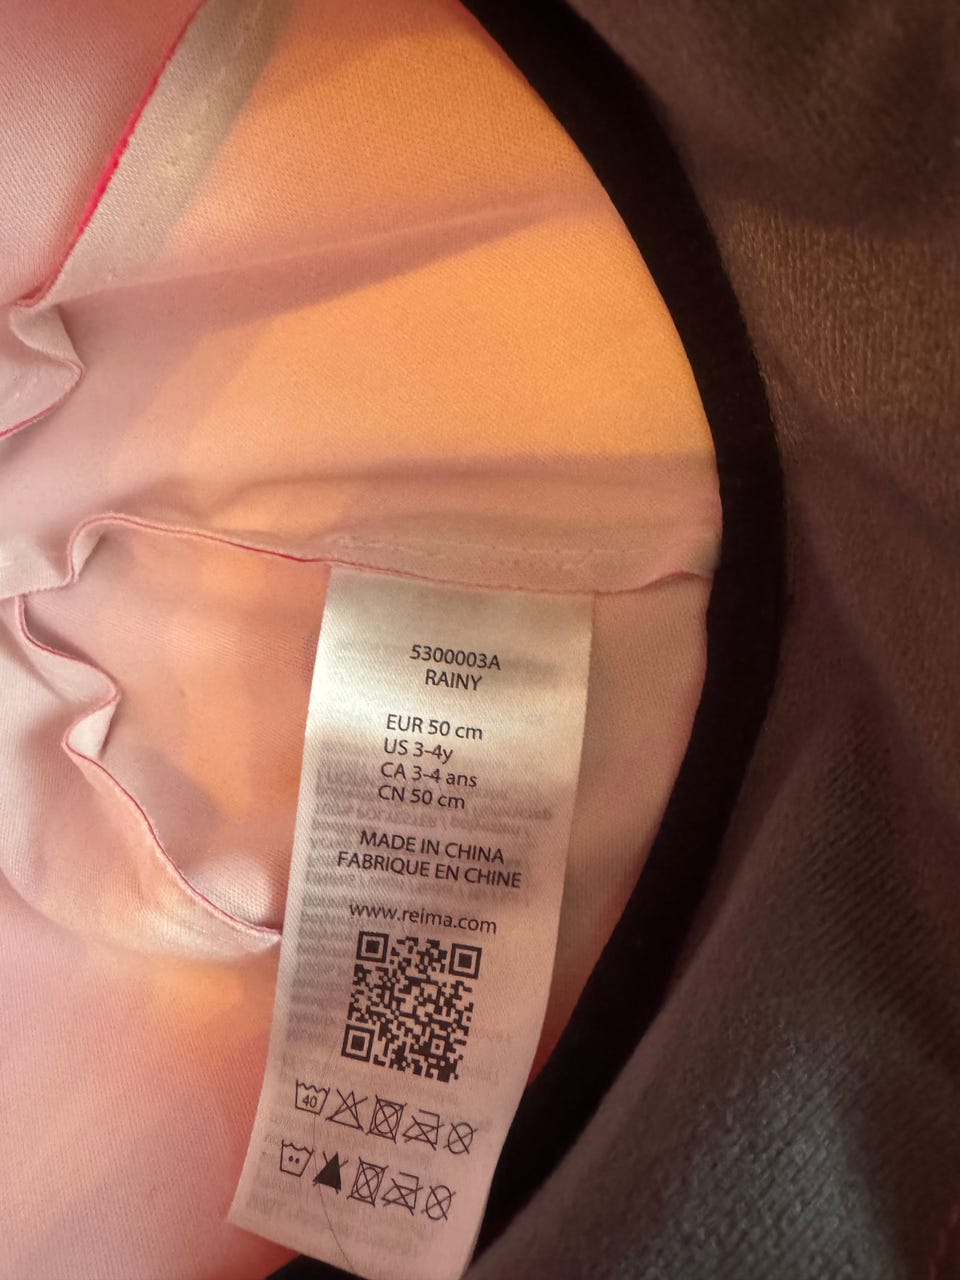 5300003A
RAINY
EUR 50 cm
US 3-4y
CA 3-4 ans
CN 50 cm
MADE IN CHINA
FABRIQUE EN CHINE
www.reima.com
40